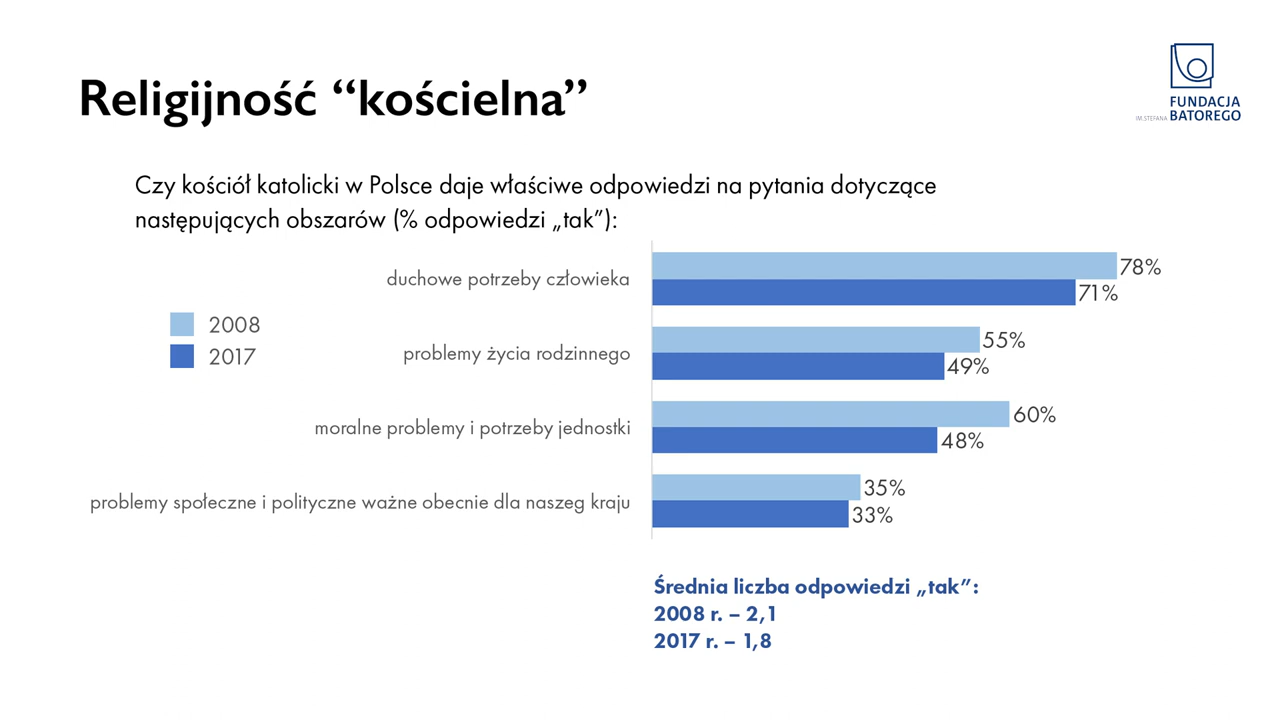 Religijność “kościelna”
FUNDACJA
IM.STEFANA BATOREGO
Czy kościół katolicki w Polsce daje właściwe odpowiedzi na pytania dotyczące
następujących obszarów (% odpowiedzi „tak”):
duchowe potrzeby człowieka
78%
71%
2008
2017
problemy życia rodzinnego
55%
49%
moralne problemy i potrzeby jednostki
60%
48%
problemy społeczne i polityczne ważne obecnie dla naszeg kraju
35%
33%
Średnia liczba odpowiedzi „tak”:
2008 r. – 2,1
2017 r. – 1,8